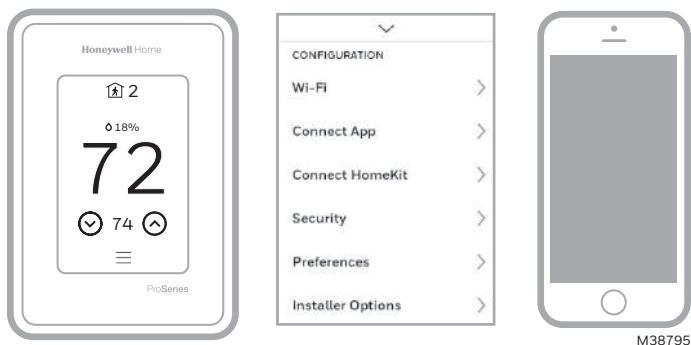 Honeywell Home
2
18%
72
74
ProSeries
CONFIGURATION
Wi-Fi
Connect App
Connect HomeKit
Security
Preferences
Installer Options
M38795